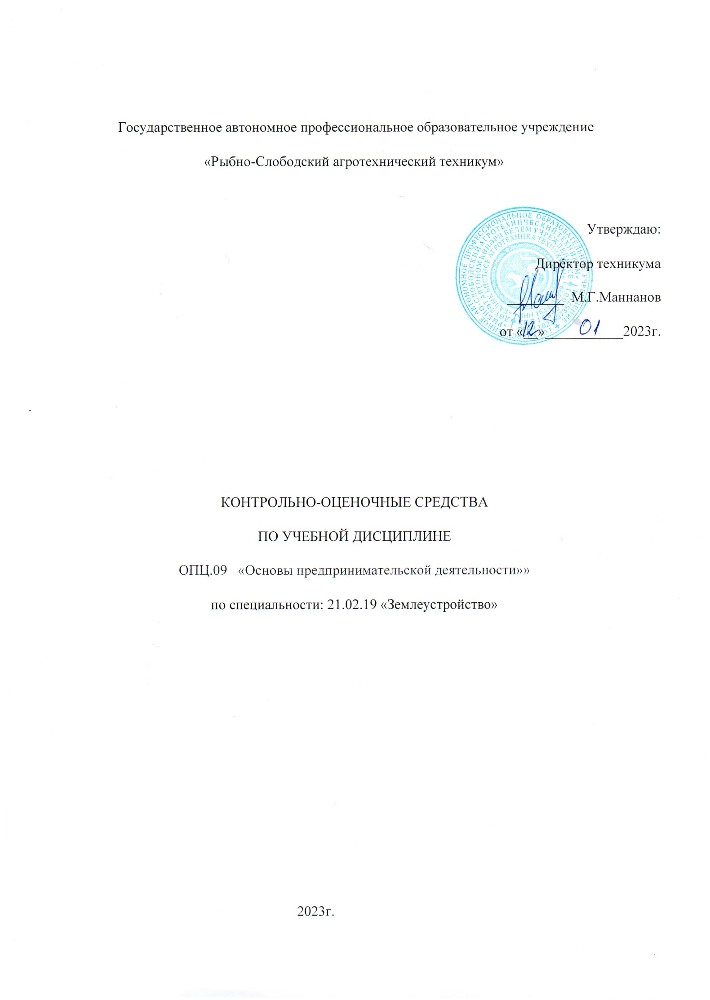 Государственное автономное профессиональное образовательное учреждение
«Рыбно-Слободский агротехнический техникум»
Утверждаю:
Директор техникума
М.Г.Маннанов
от «12» 01 2023г.
КОНТРОЛЬНО-ОЦЕНОЧНЫЕ СРЕДСТВА
ПО УЧЕБНОЙ ДИСЦИПЛИНЕ
ОПЦ.09 «Основы предпринимательской деятельности»»
по специальности: 21.02.19 «Землеустройство»
2023г.